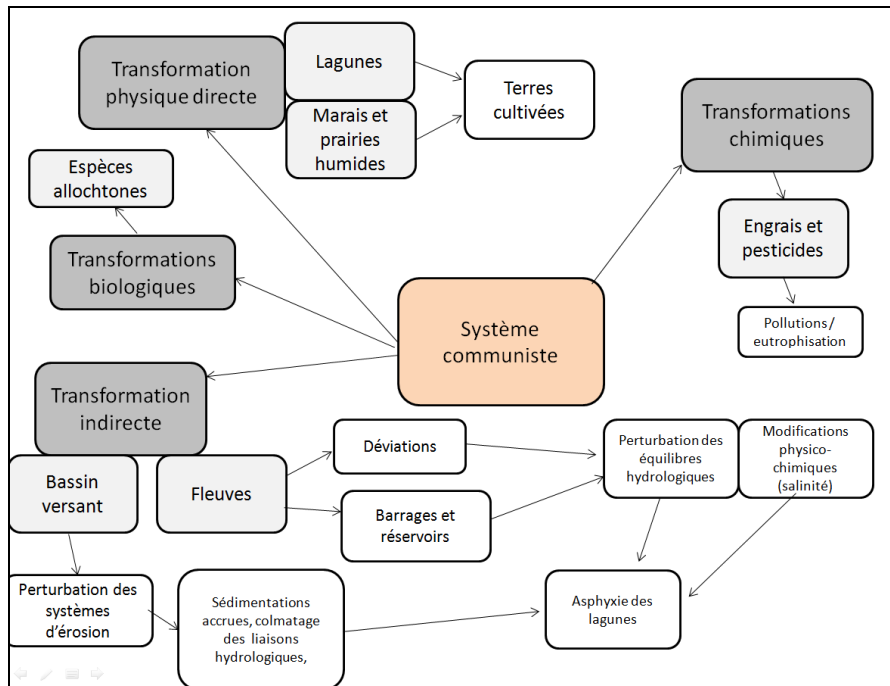 Transformation
physique directe
Lagunes
Marais et
prairies
humides
Terres
cultivées
Transformations
chimiques
Espèces
allochtones
Engrais et
pesticides
Transformations
biologiques
Pollutions /
eutrophisation
Système
communiste
Transformation
indirecte
Bassin
versant
Fleuves
Déviations
Barrages et
réservoirs
Perturbation des
équilibres
hydrologiques
Modifications
physico-
chimiques
(salinité)
Perturbation des
systèmes
d'érosion
Sédimentations
accrues, colmatage
des liaisons
hydrologiques,
Asphyxie des
lagunes